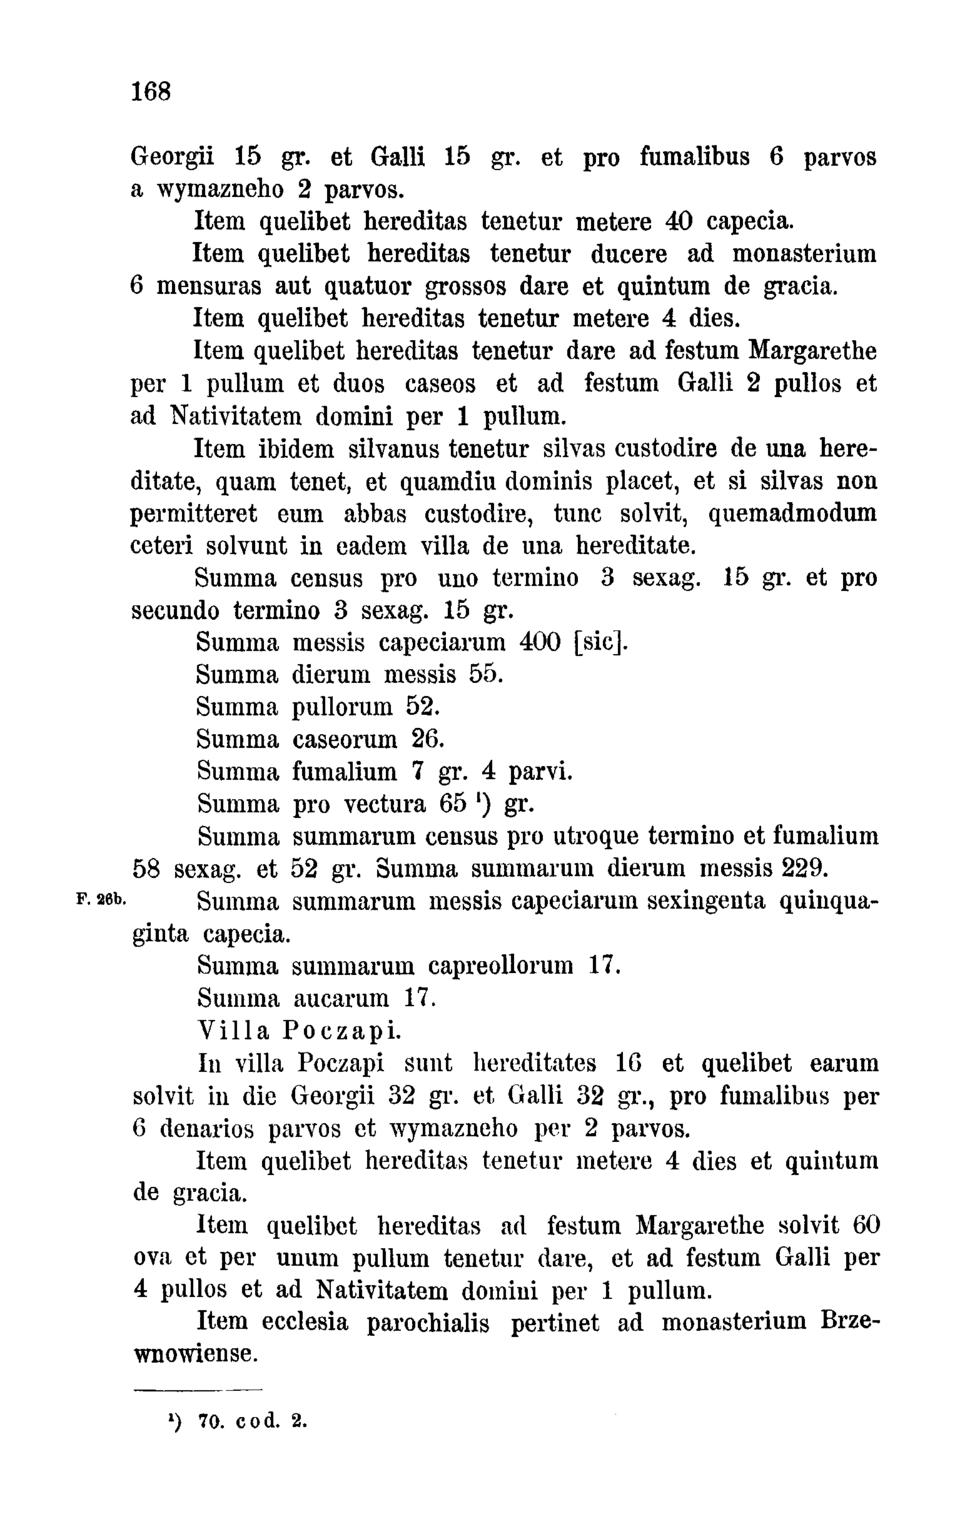 168
Georgii 15 gr. et Galli 15 gr. et pro fumalibus 6 parvos
a wymazneho 2 parvos.
Item quelibet hereditas tenetur metere 40 capecia.
Item quelibet hereditas tenetur ducere ad monasterium
6 mensuras aut quatuor grossos dare et quintum de gracia.
Item quelibet hereditas tenetur metere 4 dies.
Item quelibet hereditas tenetur dare ad festum Margarethe
per 1 pullum et duos caseos et ad festum Galli 2 pullos et
ad Nativitatem domini per 1 pullum.
Item ibidem silvanus tenetur silvas custodire de una here-
ditate, quam tenet, et quamdiu dominis placet, et si silvas non
permitteret eum abbas custodire, tunc solvit, quemadmodum
ceteri solvunt in eadem villa de una hereditate.
Summa census pro uno termino 3 sexag. 15 gr. et pro
secundo termino 3 sexag. 15 gr.
Summa messis capeciarum 400 [sic].
Summa dierum messis 55.
Summa pullorum 52.
Summa caseorum 26.
Summa fumalium 7 gr. 4 parvi.
Summa pro vectura 65 ¹) gr.
Summa summarum census pro utroque termino et fumalium
58 sexag. et 52 gr. Summa summarum dierum messis 229.
F. 26b. Summa summarum messis capeciarum sexingenta quinqua-
ginta capecia.
Summa summarum capreollorum 17.
Summa aucarum 17.
Villa Poczapi.
In villa Poczapi sunt hereditates 16 et quelibet earum
solvit in die Georgii 32 gr. et Galli 32 gr., pro fumalibus per
6 denarios parvos et wymazneho per 2 parvos.
Item quelibet hereditas tenetur metere 4 dies et quintum
de gracia.
Item quelibet hereditas ad festum Margarethe solvit 60
ova et per unum pullum tenetur dare, et ad festum Galli per
4 pullos et ad Nativitatem domini per 1 pullum.
Item ecclesia parochialis pertinet ad monasterium Brze-
wnowiense.
¹) 70. cod. 2.